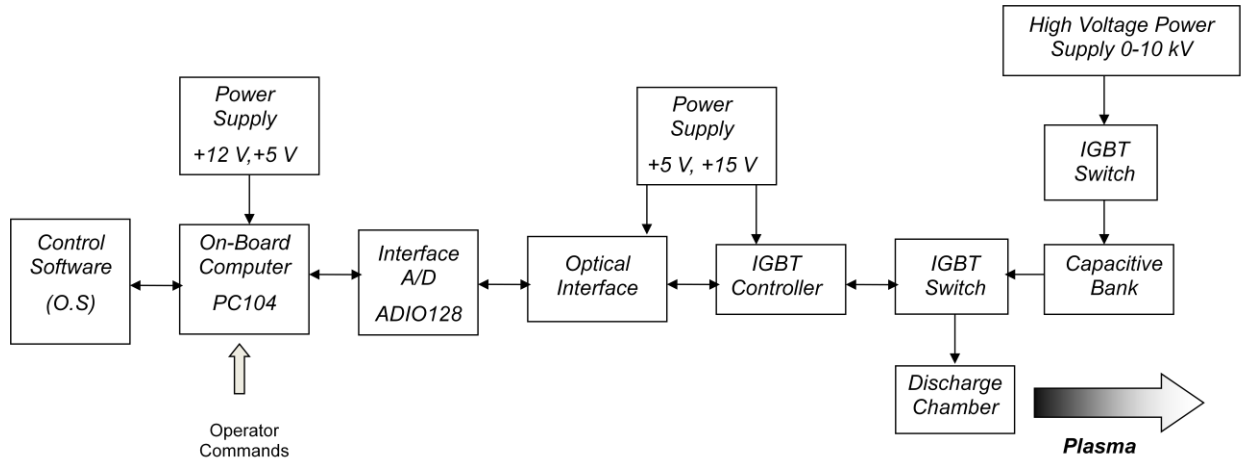 High Voltage Power
Supply 0-10 kV
Power
Supply
+12 V,+5 V
Power
Supply
+5 V, +15 V
IGBT
Switch
Control
Software
(O.S)
On-Board
Computer
PC104
Interface
A/D
ADIO128
Optical
Interface
IGBT
Controller
IGBT
Switch
Capacitive
Bank
Discharge
Chamber
Plasma
Operator
Commands